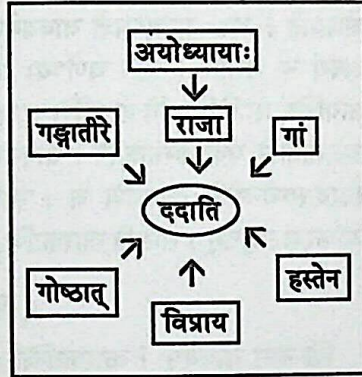 अयोध्यायाः
गङ्गातीरे
राजा
गां
ददाति
गोष्ठात्
विप्राय
हस्तेन